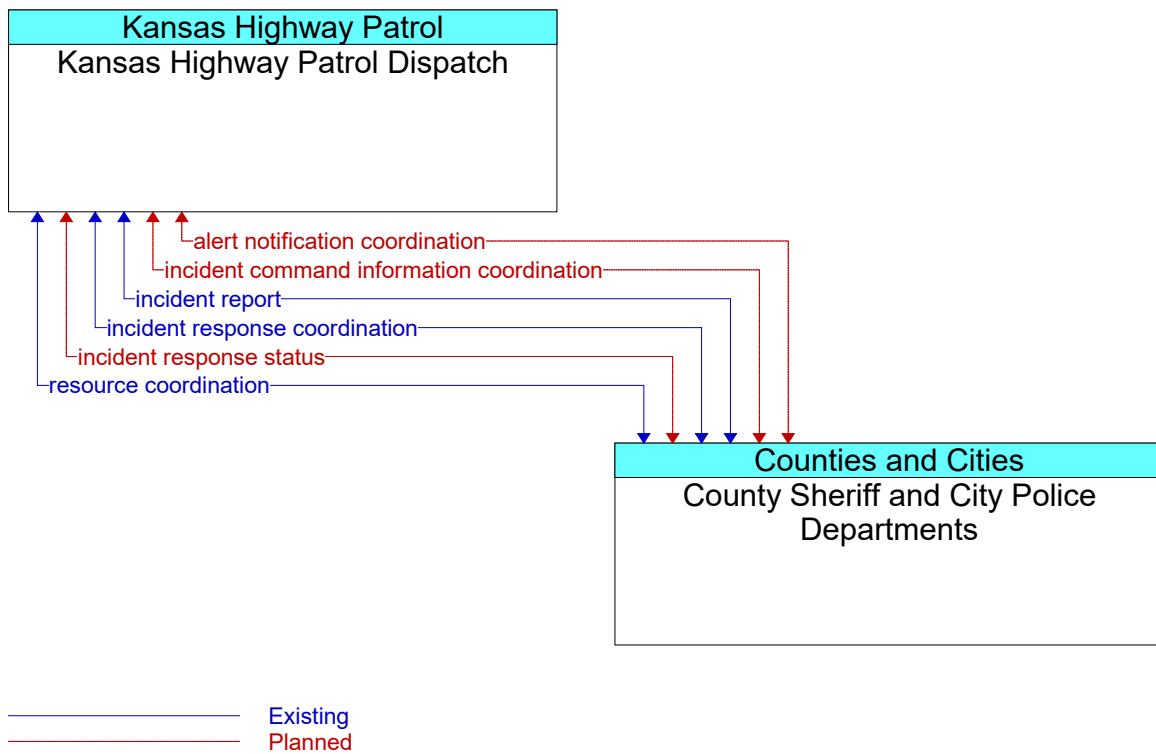 Kansas Highway Patrol
Kansas Highway Patrol Dispatch
alert notification coordination
incident command information coordination
incident report
incident response coordination
incident response status
resource coordination
Counties and Cities
County Sheriff and City Police
Departments
Existing
Planned